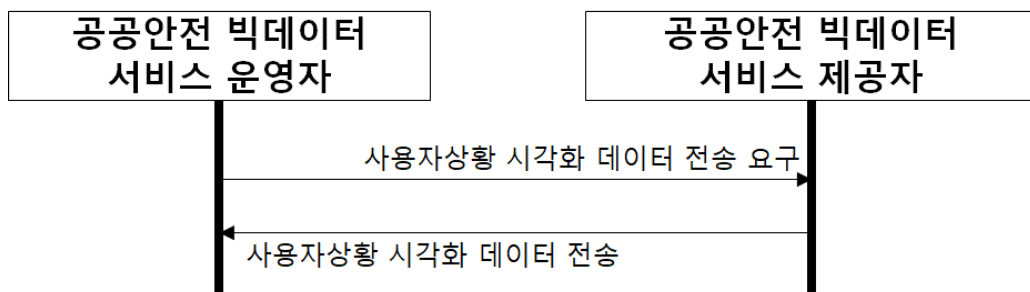 공공안전 빅데이터
서비스 운영자
공공안전 빅데이터
서비스 제공자
사용자상황 시각화 데이터 전송 요구
사용자상황 시각화 데이터 전송